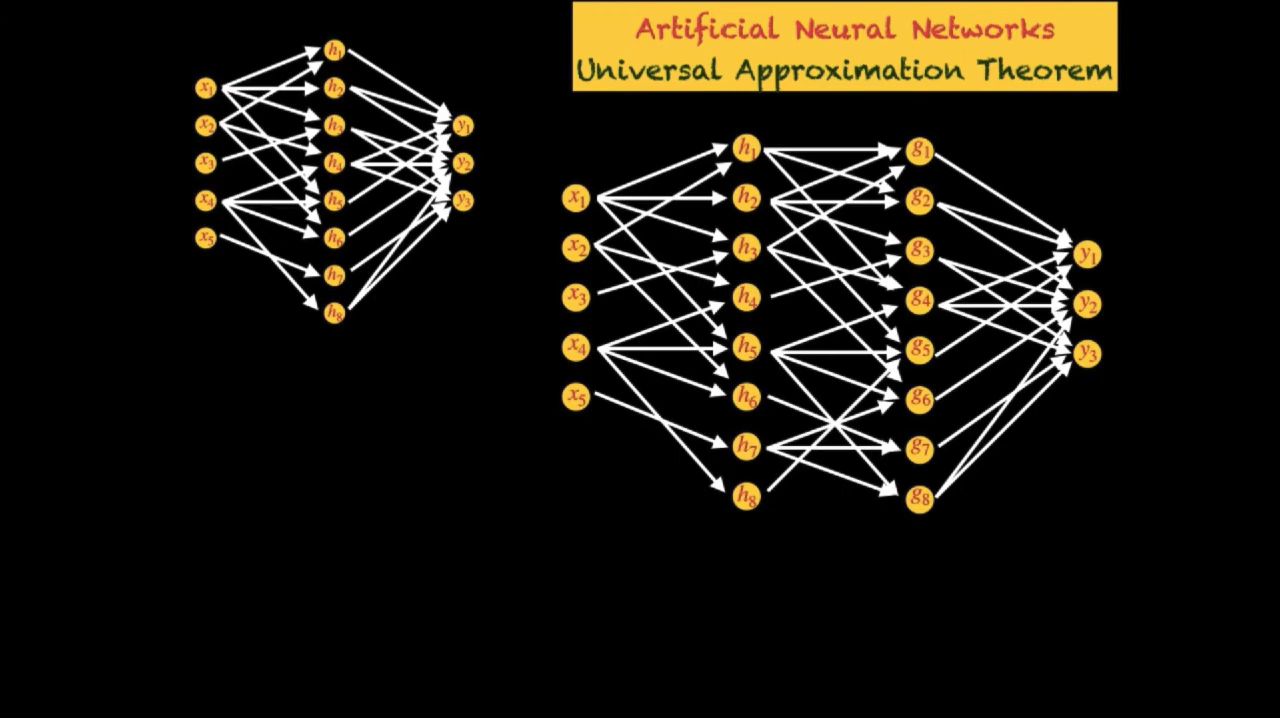 Artificial Neural Networks
Universal Approximation Theorem
x₁
x₂
x₃
x₄
x₅
h₁
h₂
h₃
h₄
h₅
h₆
h₇
h₈
y₁
y₂
y₃
x₁
x₂
x₃
x₄
x₅
h₁
h₂
h₃
h₄
h₅
h₆
h₇
h₈
g₁
g₂
g₃
g₄
g₅
g₆
g₇
g₈
y₁
y₂
y₃